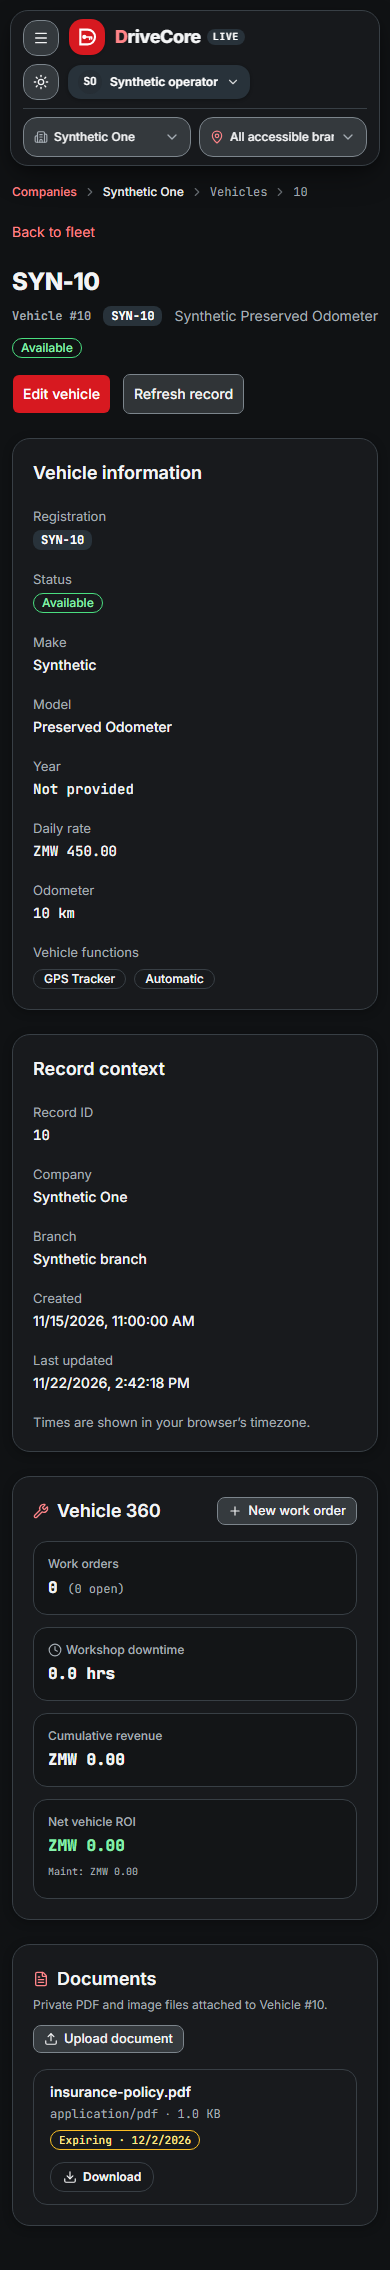 DriveCore LIVE
SO Synthetic operator
Synthetic One All accessible bran
Companies > Synthetic One > Vehicles > 10
Back to fleet
SYN-10
Vehicle #10 SYN-10 Synthetic Preserved Odometer
Available
Edit vehicle Refresh record
Vehicle information
Registration
SYN-10
Status
Available
Make
Synthetic
Model
Preserved Odometer
Year
Not provided
Daily rate
ZMW 450.00
Odometer
10 km
Vehicle functions
GPS Tracker Automatic
Record context
Record ID
10
Company
Synthetic One
Branch
Synthetic branch
Created
11/15/2026, 11:00:00 AM
Last updated
11/22/2026, 2:42:18 PM
Times are shown in your browser’s timezone.
Vehicle 360 + New work order
Work orders
0 (0 open)
Workshop downtime
0.0 hrs
Cumulative revenue
ZMW 0.00
Net vehicle ROI
ZMW 0.00
Maint: ZMW 0.00
Documents
Private PDF and image files attached to Vehicle #10.
Upload document
insurance-policy.pdf
application/pdf · 1.0 KB
Expiring · 12/2/2026
Download